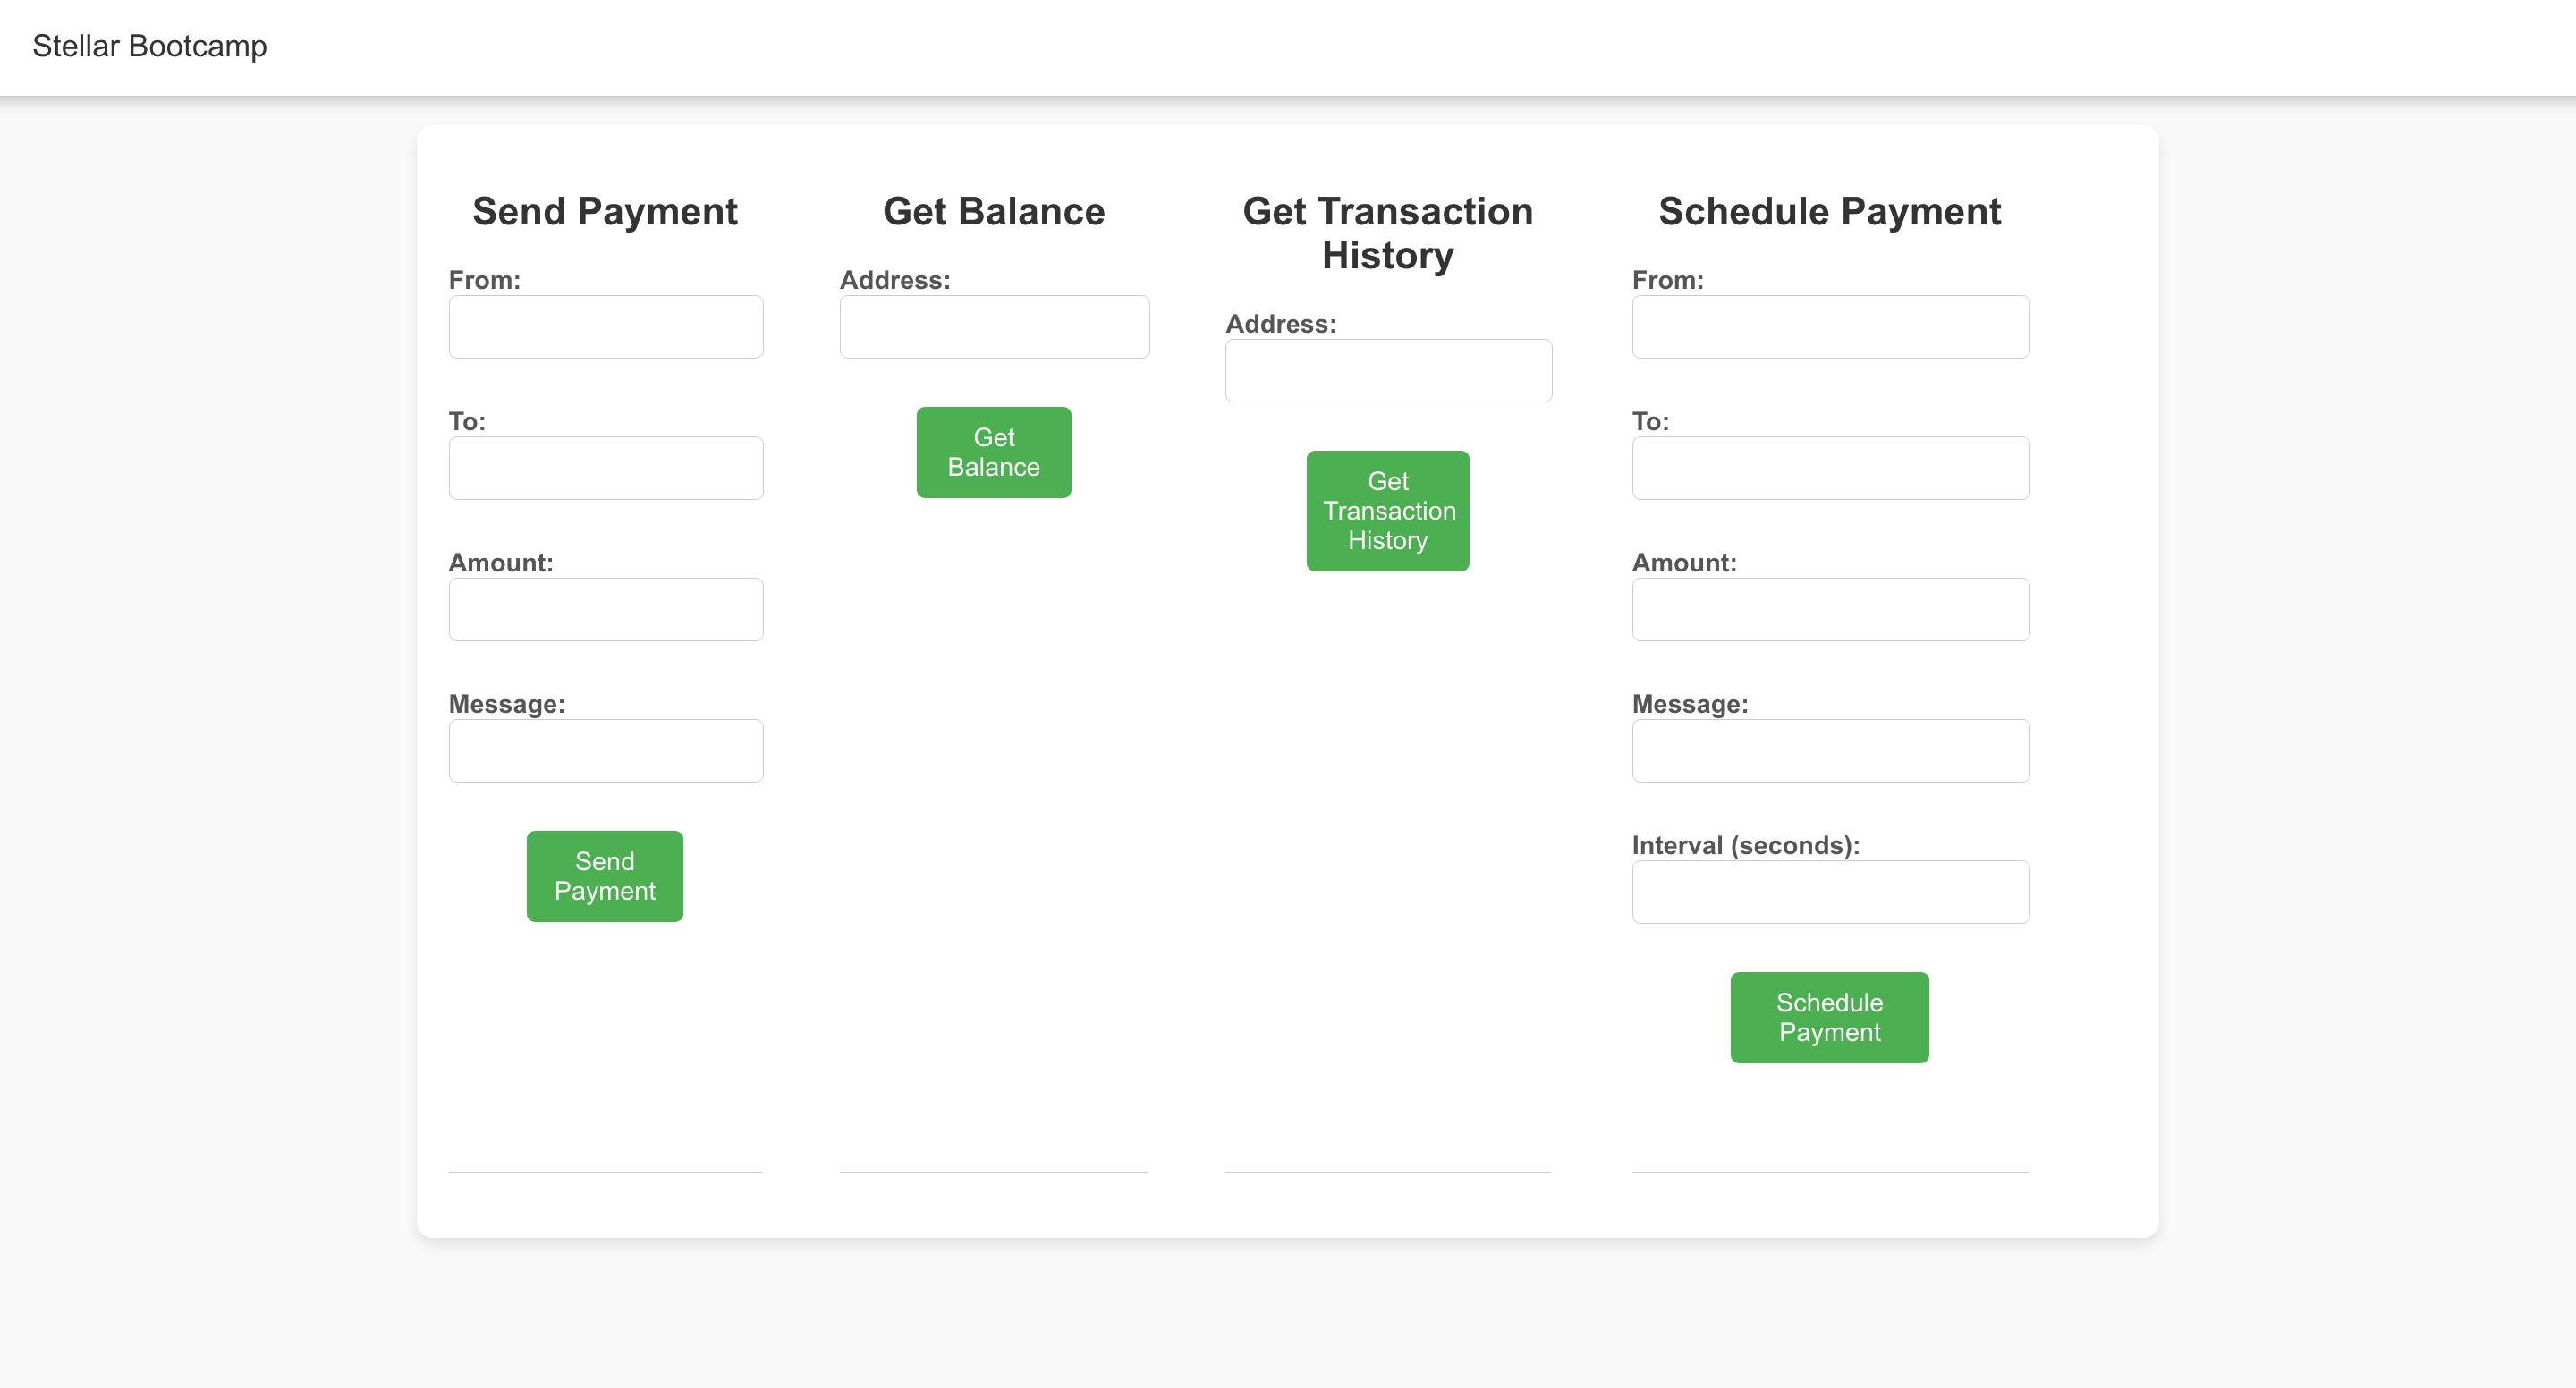 Stellar Bootcamp
Send Payment
From:
To:
Amount:
Message:
Send
Payment
Get Balance
Address:
Get
Balance
Get Transaction
History
Address:
Get
Transaction
History
Schedule Payment
From:
To:
Amount:
Message:
Interval (seconds):
Schedule
Payment